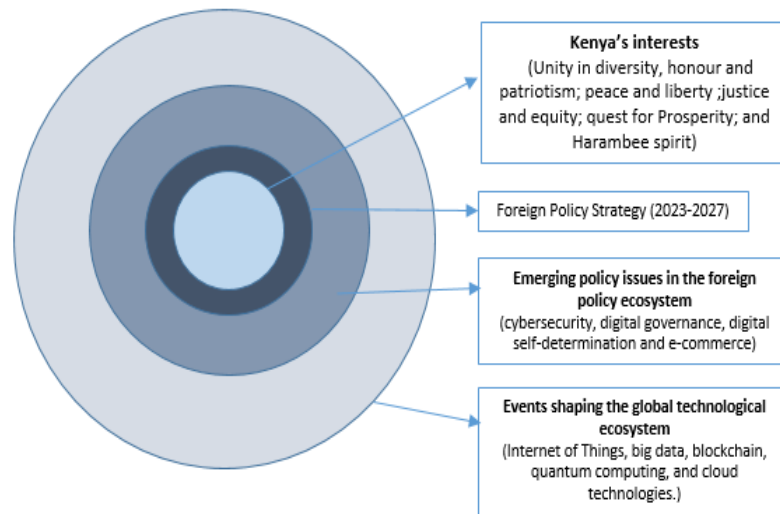 Kenya's interests
(Unity in diversity, honour and
patriotism; peace and liberty ;justice
and equity; quest for Prosperity; and
Harambee spirit)
Foreign Policy Strategy (2023-2027)
Emerging policy issues in the foreign
policy ecosystem
(cybersecurity, digital governance, digital
self-determination and e-commerce)
Events shaping the global technological
ecosystem
(Internet of Things, big data, blockchain,
quantum computing, and cloud
technologies.)